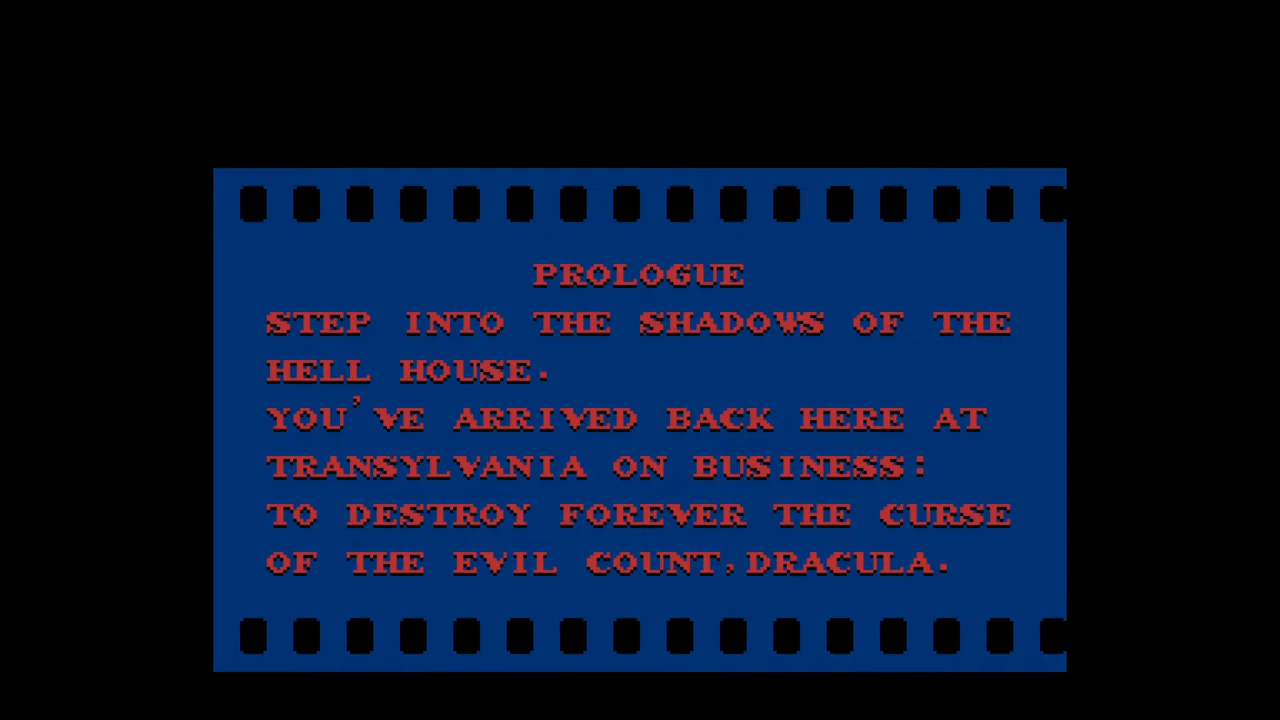 PROLOGUE
STEP INTO THE SHADOWS OF THE
HELL HOUSE.
YOU'VE ARRIVED BACK HERE AT
TRANSYLVANIA ON BUSINESS:
TO DESTROY FOREVER THE CURSE
OF THE EVIL COUNT,DRACULA.